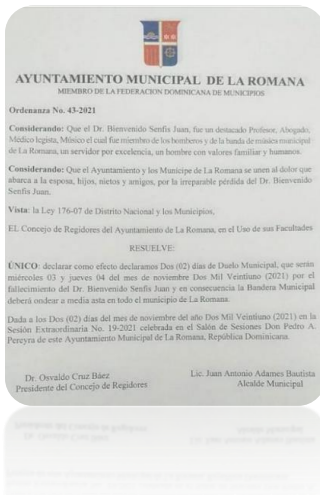 AYUNTAMIENTO MUNICIPAL DE LA ROMANA
MIEMBRO DE LA FEDERACION DOMINICANA DE MUNICIPIOS
Ordenanza No. 43-2021
Considerando: Que el Dr. Bienvenido Senfis Juan, fue un destacado Profesor, Abogado,
Médico legista, Músico el cual fue miembro de los bomberos y de la banda de música municipal
de La Romana, un servidor por excelencia, un hombre con valores familiar y humanos.
Considerando: Que el Ayuntamiento y los Munícipe de La Romana se unen al dolor que
abarca a la esposa, hijos, nietos y amigos, por la irreparable pérdida del Dr. Bienvenido
Senfis Juan.
Vista: la Ley 176-07 de Distrito Nacional y los Municipios,
EL Concejo de Regidores del Ayuntamiento de La Romana, en el Uso de sus Facultades
RESUELVE:
ÚNICO: declarar como efecto declaramos Dos (02) días de Duelo Municipal, que serán
miércoles 03 y jueves 04 del mes de noviembre Dos Mil Veintiuno (2021) por el
fallecimiento del Dr. Bienvenido Senfis Juan y en consecuencia la Bandera Municipal
deberá ondear a media asta en todo el municipio de La Romana.
Dada a los Dos (02) días del mes de noviembre del año Dos Mil Veintiuno (2021) en la
Sesión Extraordinaria No. 19-2021 celebrada en el Salón de Sesiones Don Pedro A.
Pereyra de este Ayuntamiento Municipal de La Romana, República Dominicana.
Dr. Osvaldo Cruz Báez
Presidente del Concejo de Regidores
Lic. Juan Antonio Adames Bautista
Alcalde Municipal